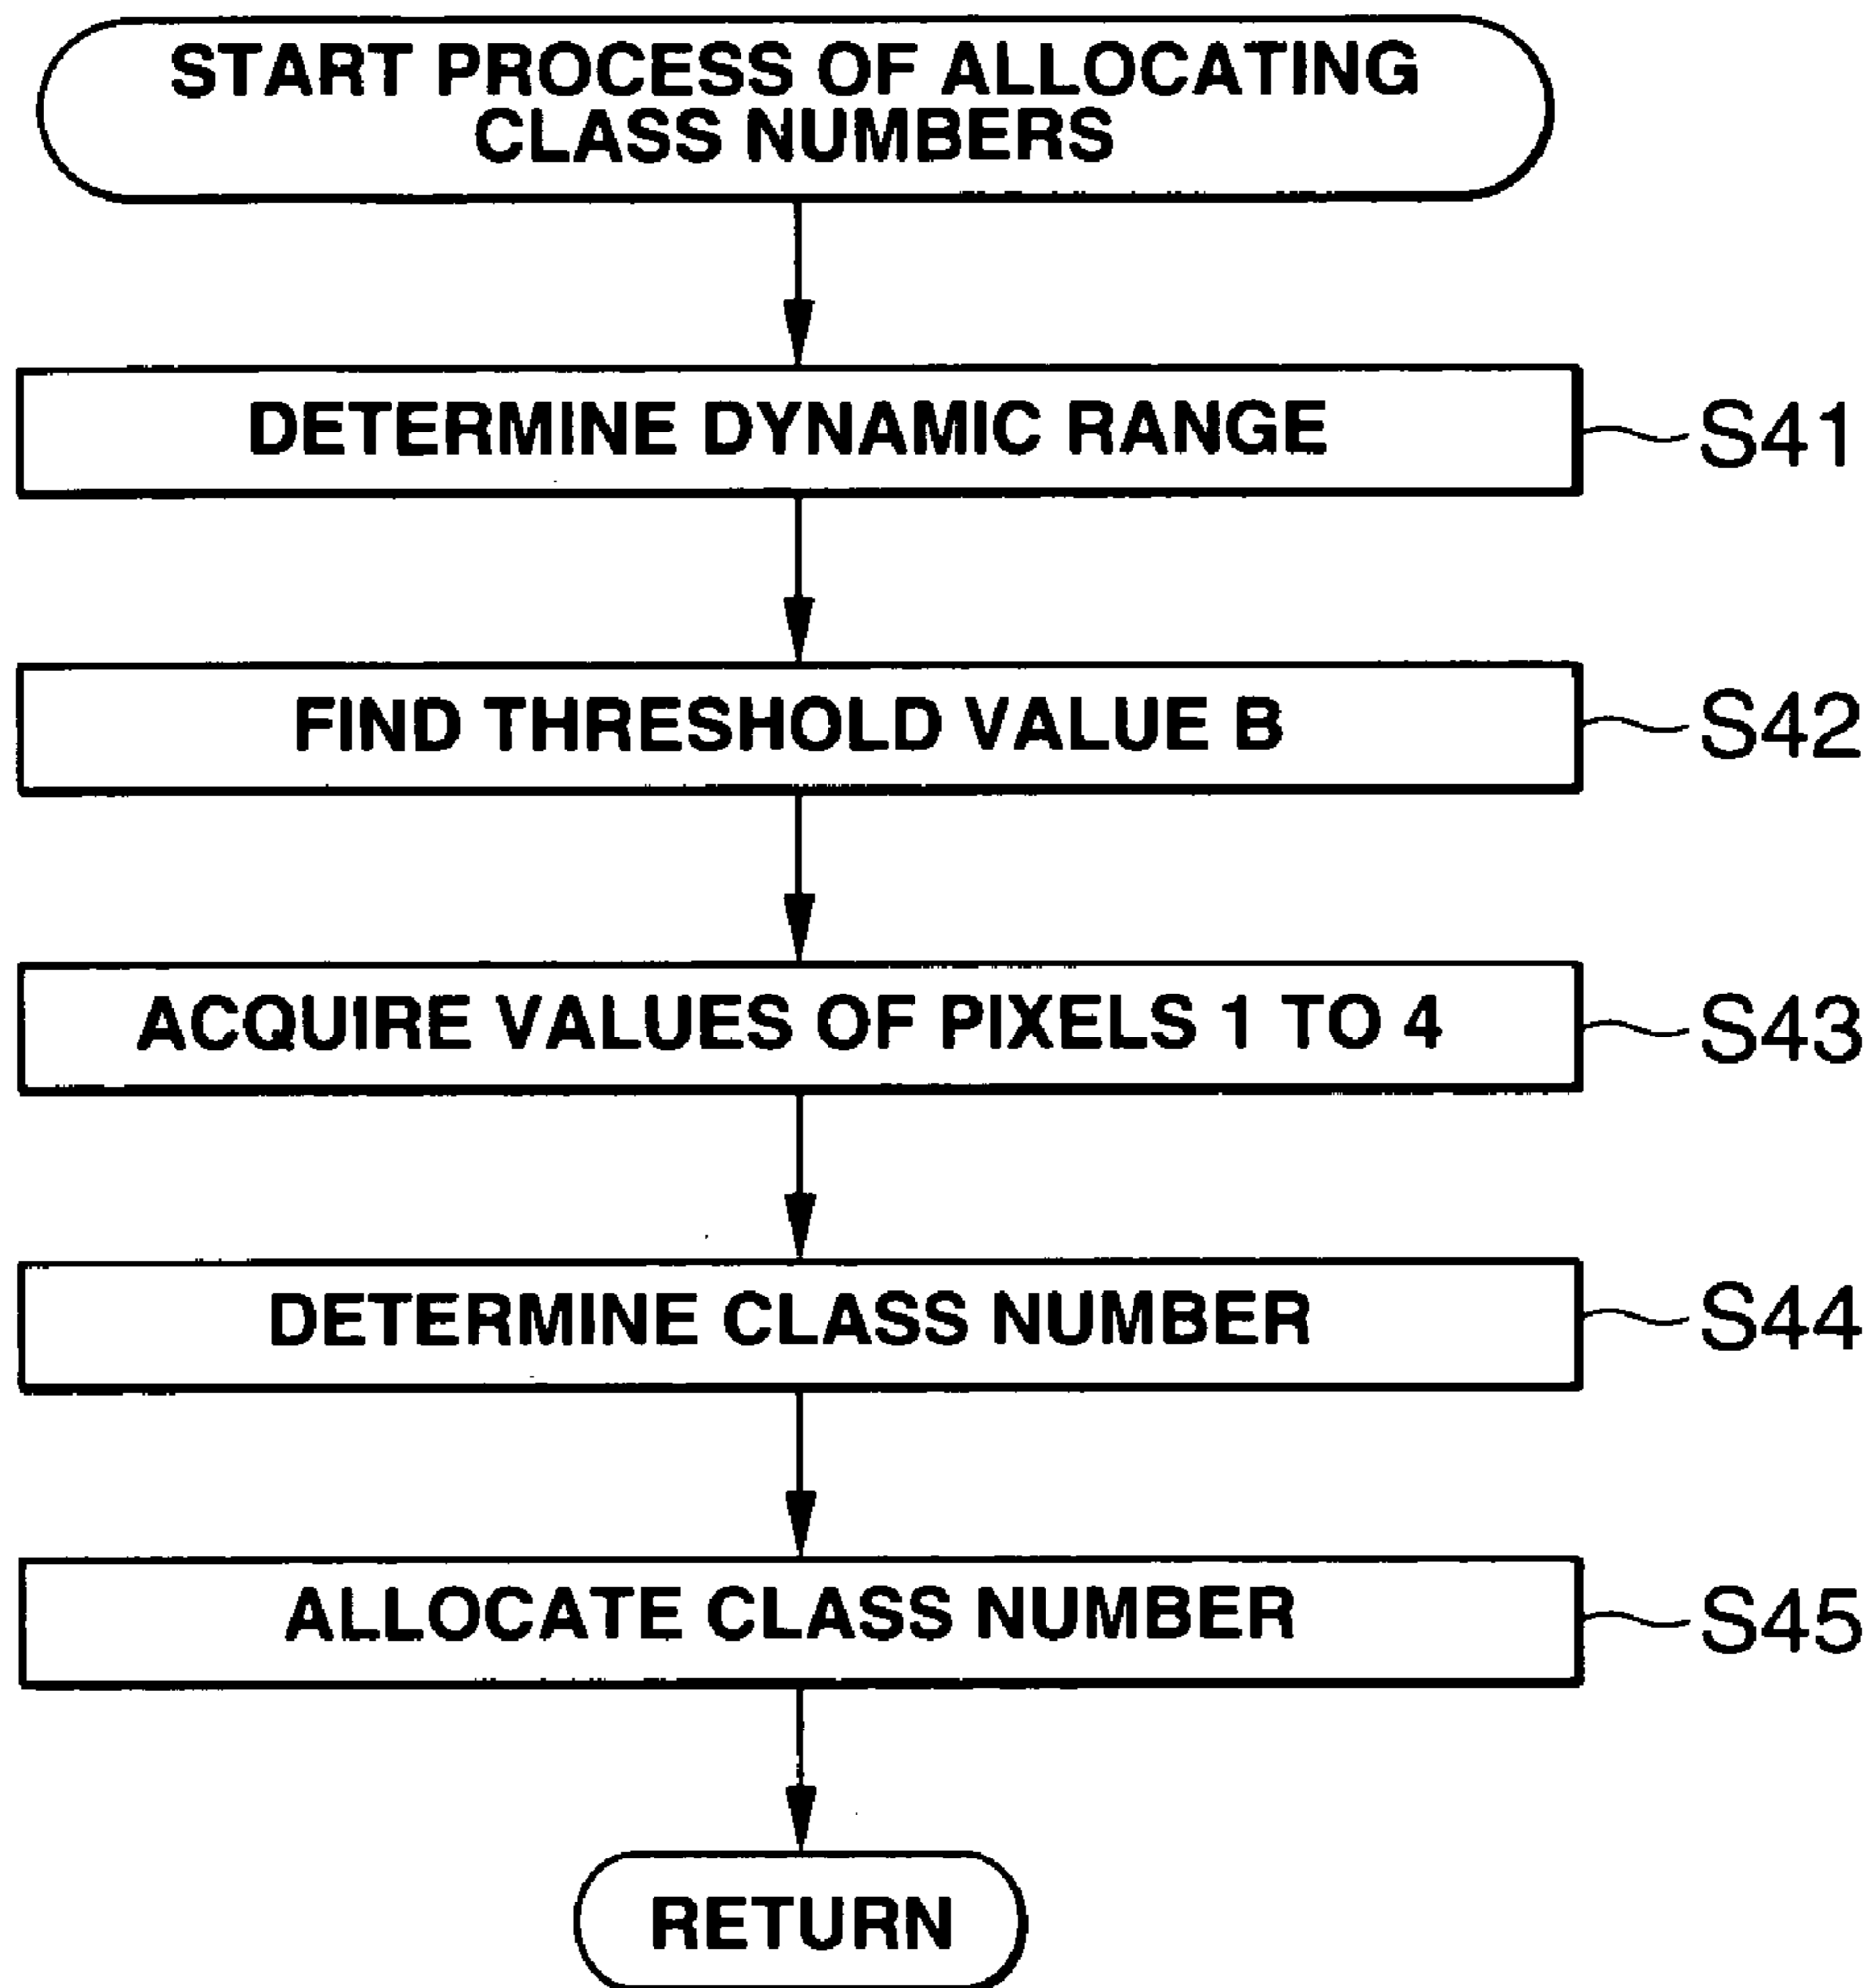 START PROCESS OF ALLOCATING
CLASS NUMBERS
DETERMINE DYNAMIC RANGE
S41
FIND THRESHOLD VALUE B
S42
ACQUIRE VALUES OF PIXELS 1 TO 4
S43
DETERMINE CLASS NUMBER
S44
ALLOCATE CLASS NUMBER
S45
RETURN